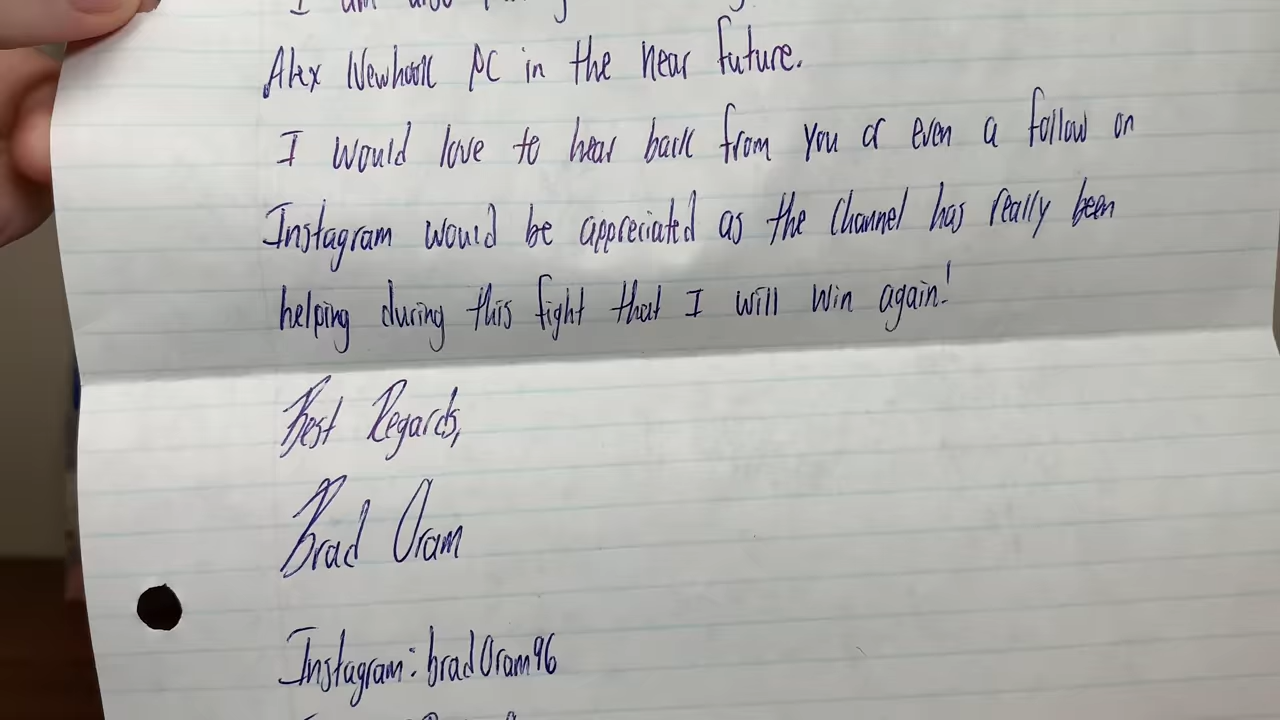 I am also
Alex Newhook PC in the near future.
I would love to hear back from you or even a follow on
Instagram would be appreciated as the channel has really been
helping during this fight that I will win again!
Best Regards,
Brad Oram
Instagram: bradOram96